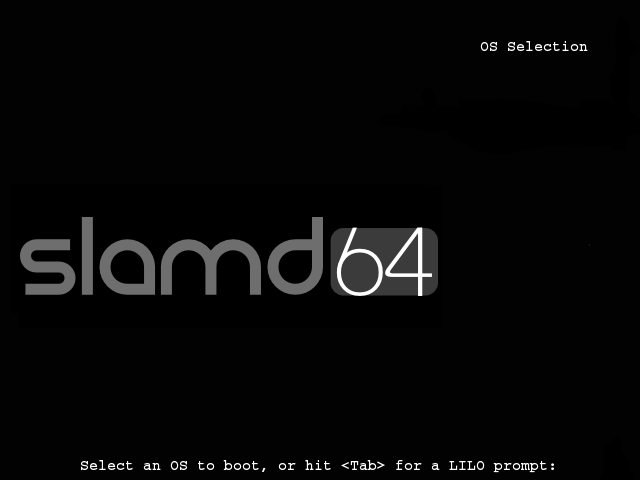 OS Selection
slamd64
Select an OS to boot, or hit <Tab> for a LILO prompt: